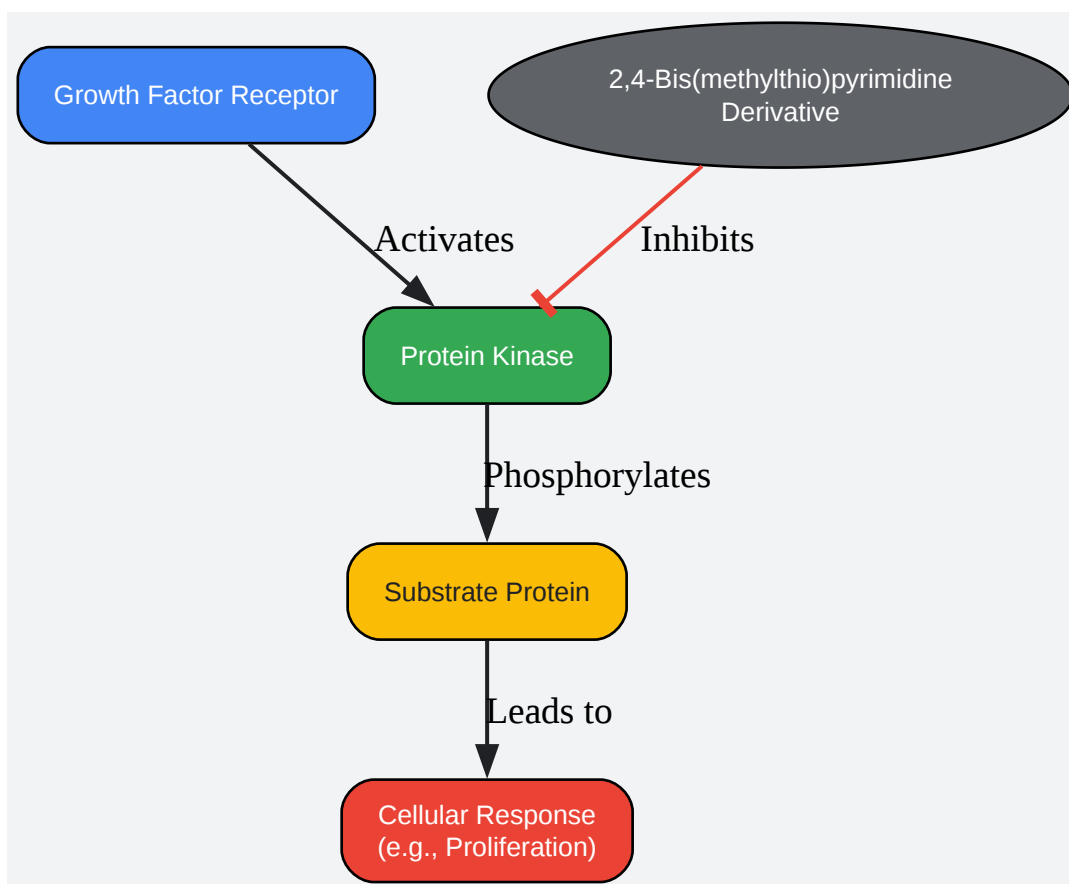 Growth Factor Receptor
2,4-Bis(methylthio)pyrimidine
Derivative
Activates
Inhibits
Protein Kinase
Phosphorylates
Substrate Protein
Leads to
Cellular Response
(e.g., Proliferation)